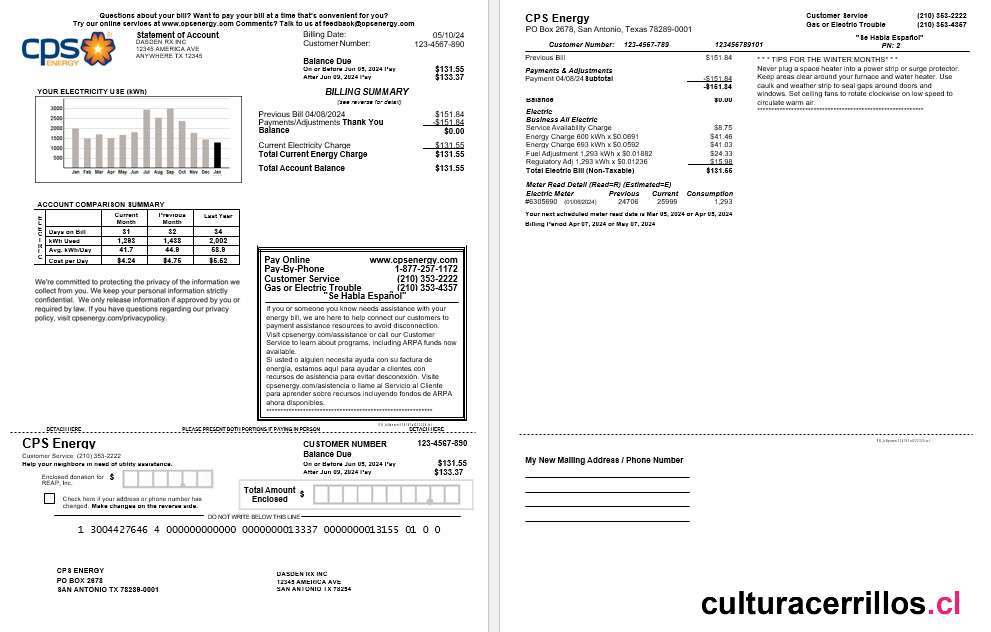 Questions about your bill? Want to pay your bill at a time that's convenient for you?
Try our online services at www.cpsenergy.com Comments? Talk to us at feedback@cpsenergy.com
cps ENERGY
Statement of Account
DASDEN RX INC
12345 AMERICA AVE
ANYWHERE TX 12345
Billing Date: 05/10/24
Customer Number: 123-4567-890
Balance Due
On or Before Jun 05, 2024 Pay $131.55
After Jun 09, 2024 Pay $133.37
YOUR ELECTRICITY USE (kWh)
3000
2500
2000
1500
1000
500
Jan Feb Mar Apr May Jun Jul Aug Sep Oct Nov Dec Jan
BILLING SUMMARY
(see reverse for detail)
Previous Bill 04/08/2024 $151.84
Payments/Adjustments Thank You -$151.84
Balance $0.00
Current Electricity Charge $131.55
Total Current Energy Charge $131.55
Total Account Balance $131.55
ACCOUNT COMPARISON SUMMARY
ELECTRIC
Current Month Previous Month Last Year
Days on Bill 31 32 34
kWh Used 1,293 1,438 2,002
Avg. kWh/Day 41.7 44.9 58.9
Cost per Day $4.24 $4.75 $5.52
We're committed to protecting the privacy of the information we
collect from you. We keep your personal information strictly
confidential. We only release information if approved by you or
required by law. If you have questions regarding our privacy
policy, visit cpsenergy.com/privacypolicy.
Pay Online www.cpsenergy.com
Pay-By-Phone 1-877-257-1172
Customer Service (210) 353-2222
Gas or Electric Trouble (210) 353-4357
"Se Habla Español"
If you or someone you know needs assistance with your
energy bill, we are here to help connect our customers to
payment assistance resources to avoid disconnection.
Visit cpsenergy.com/assistance or call our Customer
Service to learn about programs, including ARPA funds now
available.
Si usted o alguien necesita ayuda con su factura de
energía, estamos aquí para ayudar a clientes con
recursos de asistencia para evitar desconexión. Visite
cpsenergy.com/asistencia o llame al Servicio al Cliente
para aprender sobre recursos incluyendo fondos de ARPA
ahora disponibles.
DETACH HERE PLEASE PRESENT BOTH PORTIONS IF PAYING IN PERSON DETACH HERE
CPS Energy
Customer Service (210) 353-2222
Help your neighbors in need of utility assistance.
Enclosed donation for $
REAP, Inc.
Check here if your address or phone number has
changed. Make changes on the reverse side.
CUSTOMER NUMBER 123-4567-890
Balance Due
On or Before Jun 05, 2024 Pay $131.55
After Jun 09, 2024 Pay $133.37
Total Amount Enclosed $
DO NOT WRITE BELOW THIS LINE
1 3004427646 4 000000000000 00000000013337 00000000013155 01 0 0
CPS ENERGY
PO BOX 2678
SAN ANTONIO TX 78289-0001
DASDEN RX INC
12345 AMERICA AVE
SAN ANTONIO TX 78254
CPS Energy
PO Box 2678, San Antonio, Texas 78289-0001
Customer Service (210) 353-2222
Gas or Electric Trouble (210) 353-4357
"Se Habla Español"
PN: 2
Customer Number: 123-4567-789 123456789101
Previous Bill $151.84
Payments & Adjustments
Payment 04/08/24 Subtotal -$151.84
-$151.84
Balance $0.00
Electric
Business All Electric
Service Availability Charge $8.75
Energy Charge 600 kWh x $0.0691 $41.46
Energy Charge 693 kWh x $0.0592 $41.03
Fuel Adjustment 1,293 kWh x $0.01882 $24.33
Regulatory Adj 1,293 kWh x $0.01236 $15.98
Total Electric Bill (Non-Taxable) $131.55
Meter Read Detail (Read=R) (Estimated=E)
Electric Meter Previous Current Consumption
#6305690 (01/08/2024) 24706 25999 1,293
Your next scheduled meter read date is Mar 05, 2024 or Apr 05, 2024
Billing Period Apr 07, 2024 or May 07, 2024
* * * TIPS FOR THE WINTER MONTHS* * *
Never plug a space heater into a power strip or surge protector.
Keep areas clear around your furnace and water heater. Use
caulk and weather strip to seal gaps around doors and
windows. Set ceiling fans to rotate clockwise on low speed to
circulate warm air.
My New Mailing Address / Phone Number
culturacerrillos.cl